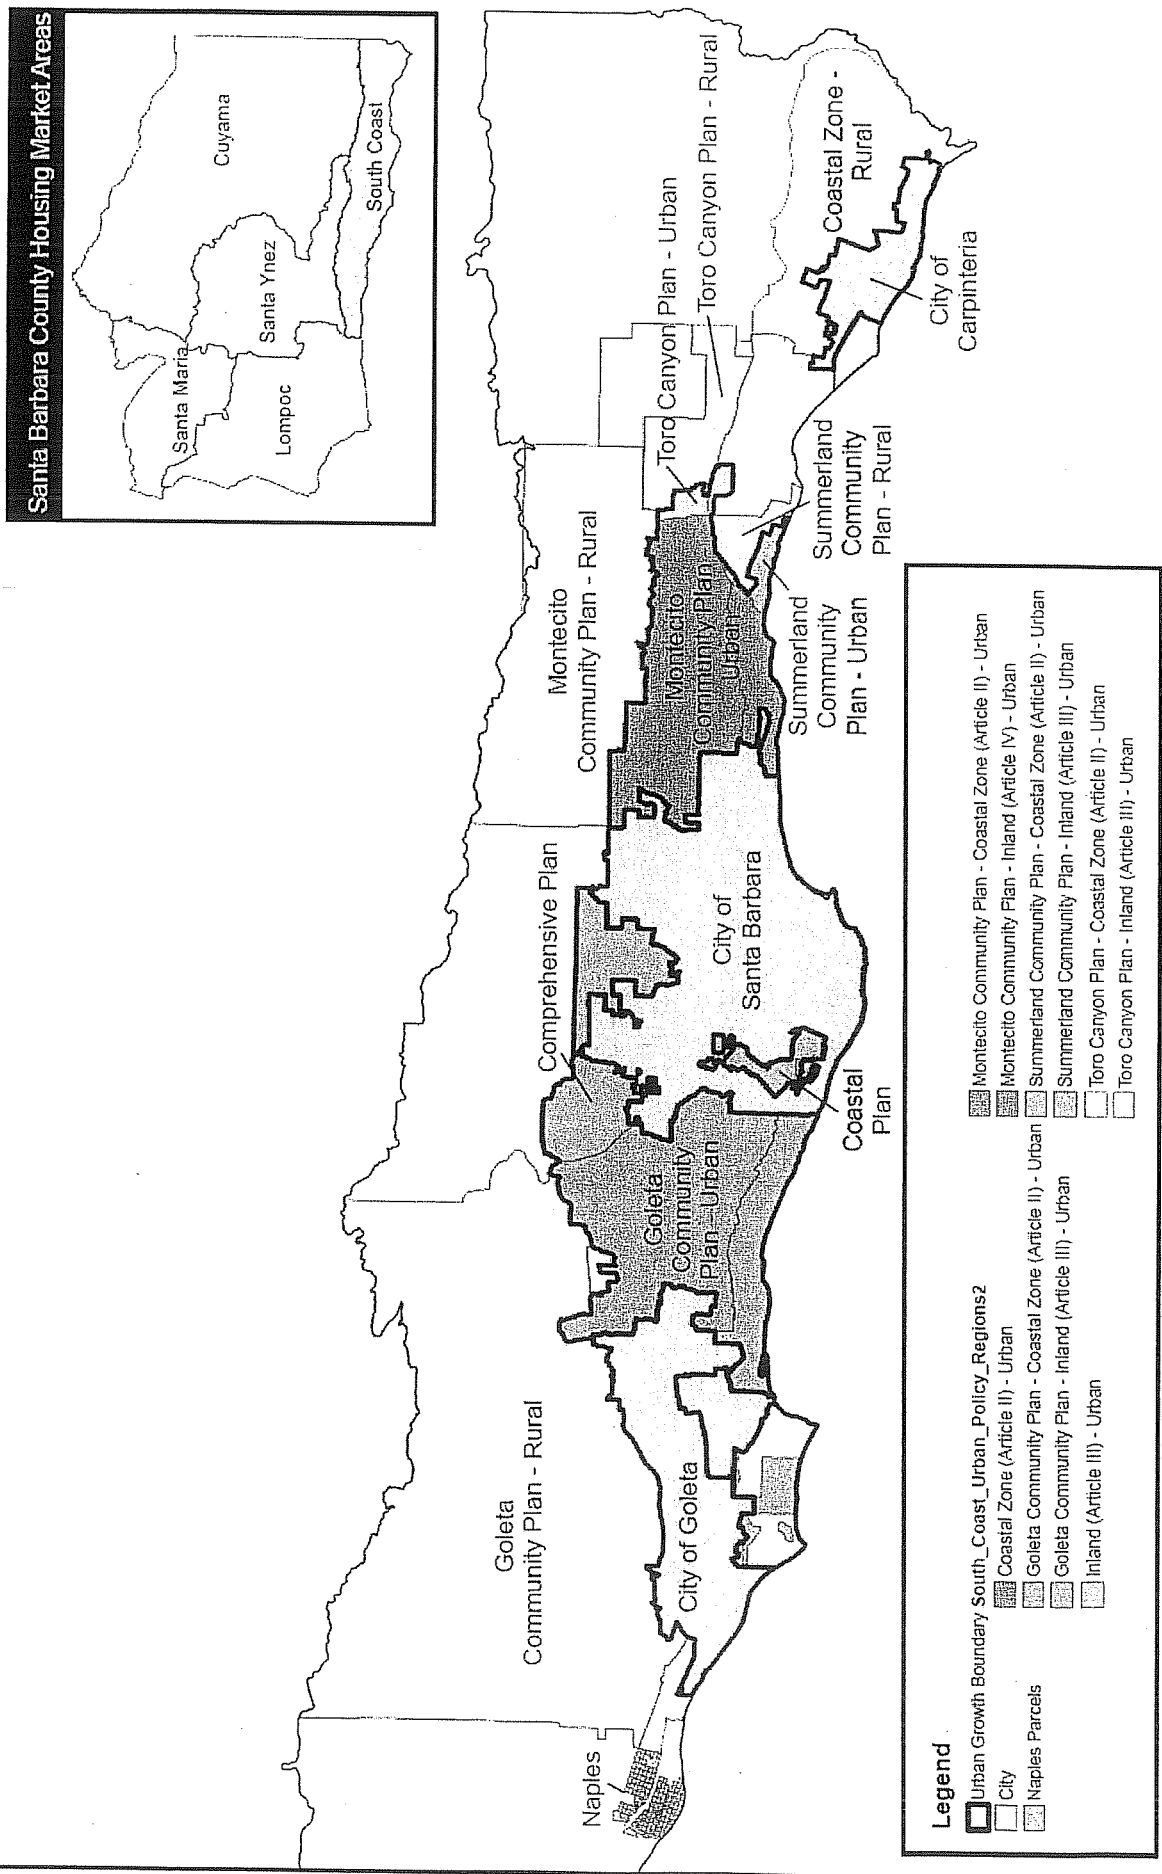 Santa Barbara County Housing Market Areas
Cuyama
Santa Maria
Santa Ynez
Lompoc
South Coast
Naples
Goleta
Community Plan - Rural
City of Goleta
Goleta
Community
Plan - Urban
Comprehensive Plan
Coastal
Plan
City of
Santa Barbara
Montecito
Community Plan - Rural
Montecito
Community Plan
Urban
Summerland
Community
Plan - Urban
Summerland
Community
Plan - Rural
Toro Canyon Plan - Urban
Toro Canyon Plan - Rural
Coastal Zone -
Rural
City of
Carpinteria
Legend
Urban Growth Boundary
City
Naples Parcels
South_Coast_Urban_Policy_Regions2
Coastal Zone (Article II) - Urban
Goleta Community Plan - Coastal Zone (Article II) - Urban
Goleta Community Plan - Inland (Article III) - Urban
Inland (Article III) - Urban
Montecito Community Plan - Coastal Zone (Article II) - Urban
Montecito Community Plan - Inland (Article IV) - Urban
Summerland Community Plan - Coastal Zone (Article II) - Urban
Summerland Community Plan - Inland (Article III) - Urban
Toro Canyon Plan - Coastal Zone (Article II) - Urban
Toro Canyon Plan - Inland (Article III) - Urban